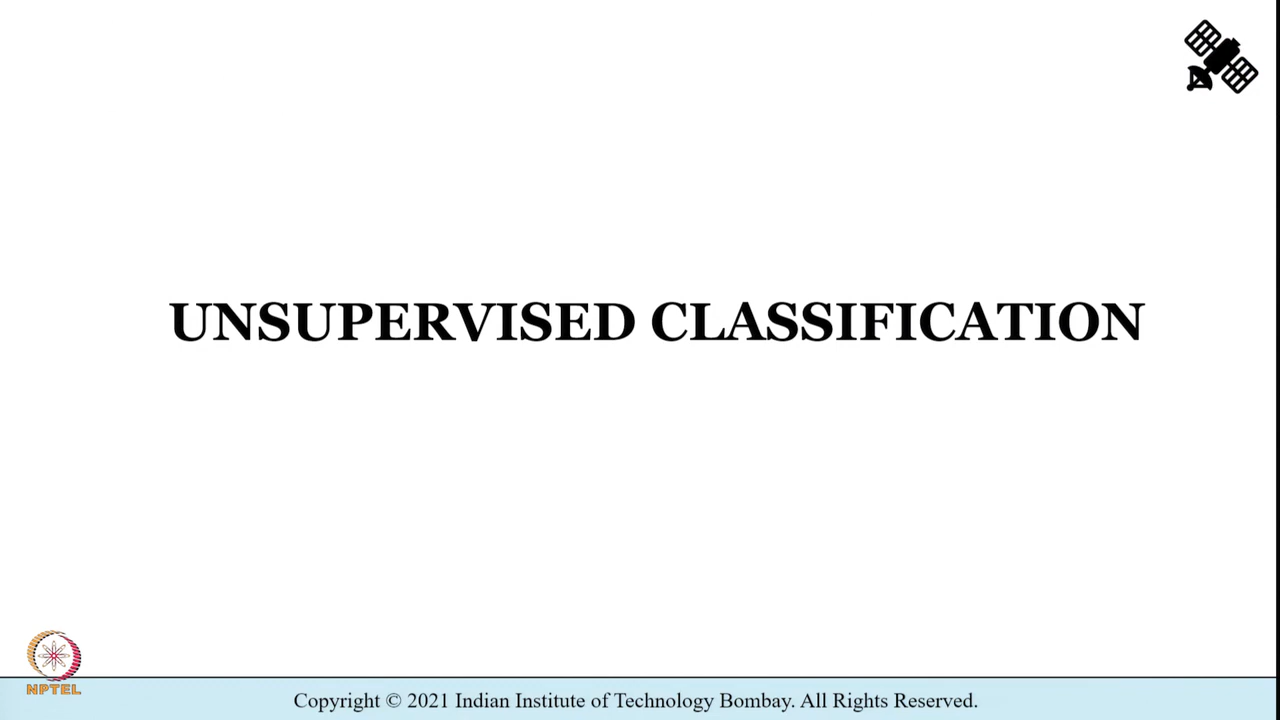 UNSUPERVISED CLASSIFICATION
NPTEL
Copyright © 2021 Indian Institute of Technology Bombay. All Rights Reserved.